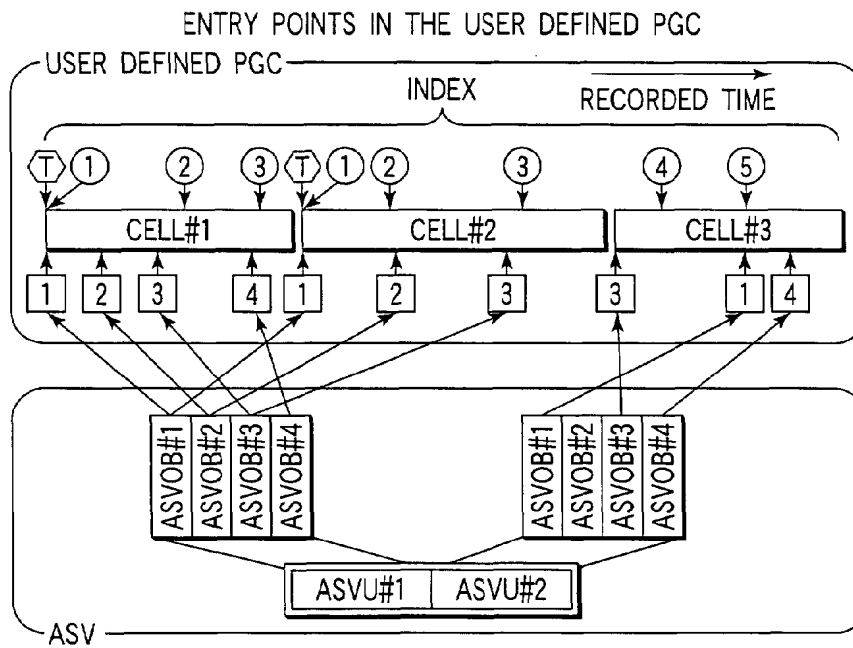 ENTRY POINTS IN THE USER DEFINED PGC
USER DEFINED PGC
INDEX
RECORDED TIME
T 1 2 3 T 1 2 3 4 5
CELL#1 CELL#2 CELL#3
1 2 3 4 1 2 3 3 1 4
ASVOB#1
ASVOB#2
ASVOB#3
ASVOB#4
ASVOB#1
ASVOB#2
ASVOB#3
ASVOB#4
ASVU#1 ASVU#2
ASV